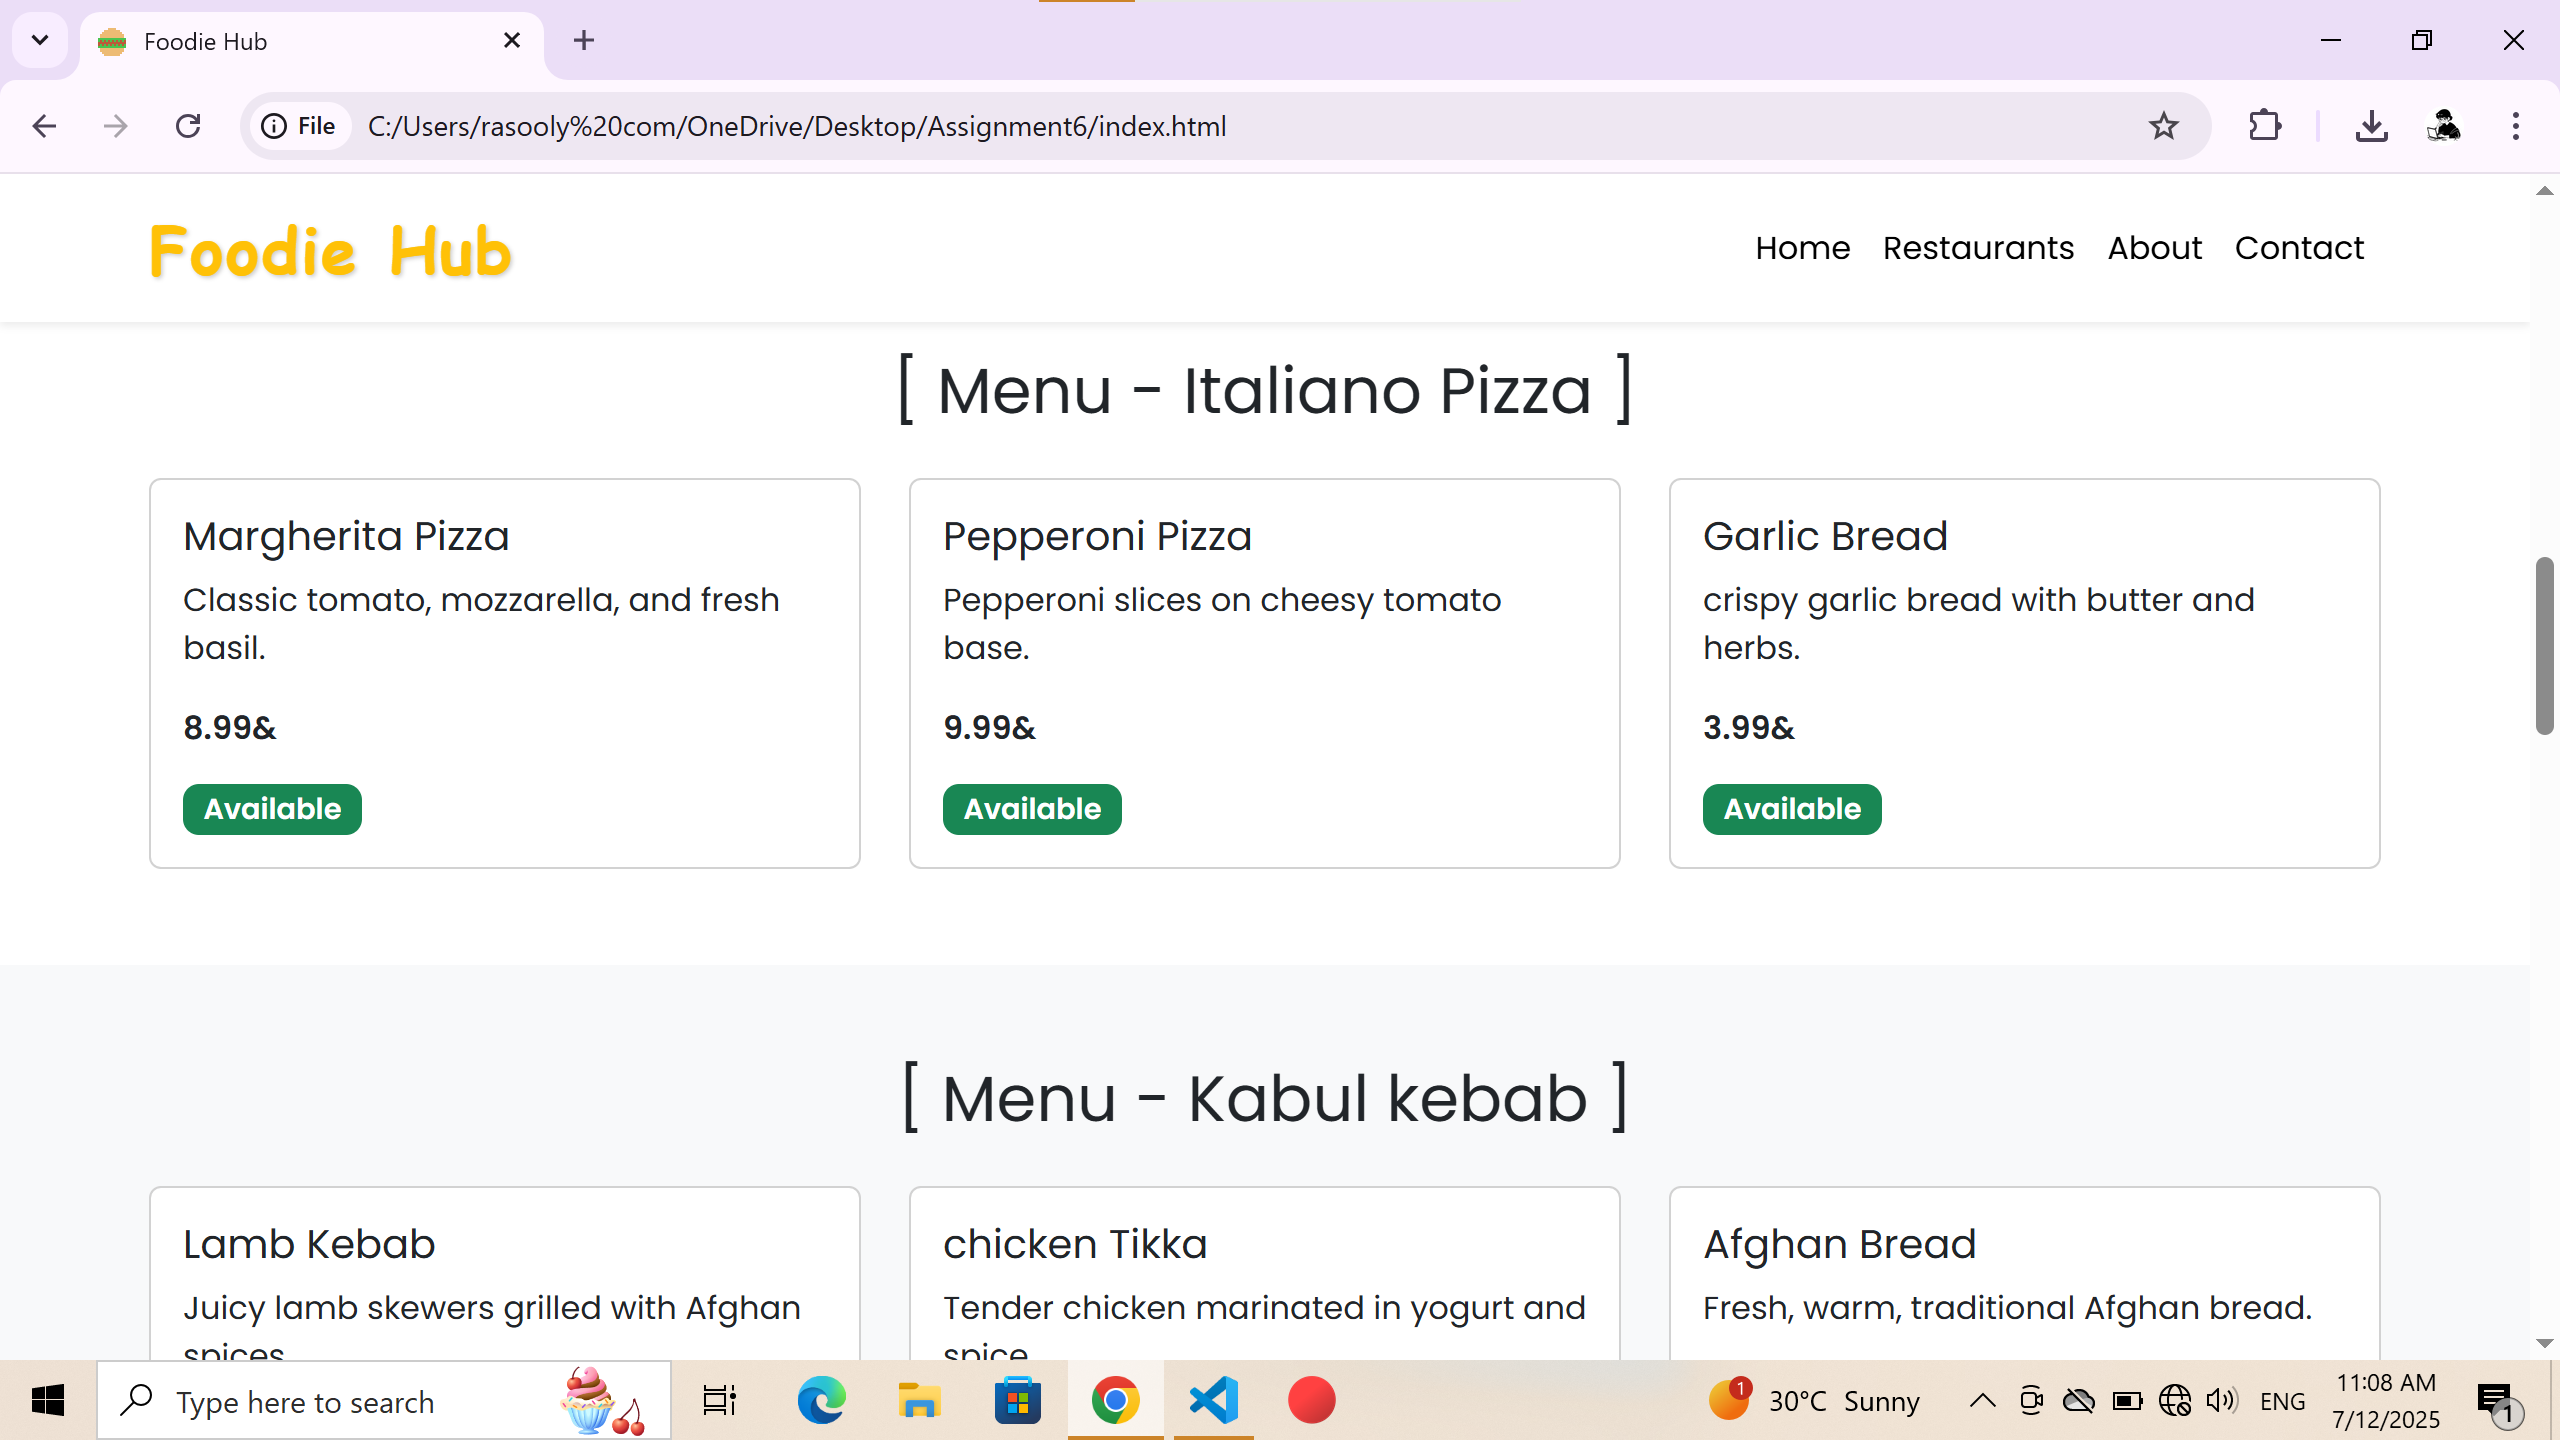 Foodie Hub
File
C:/Users/rasooly%20com/OneDrive/Desktop/Assignment6/index.html
Foodie Hub
Home Restaurants About Contact
[ Menu - Italiano Pizza ]
Margherita Pizza
Classic tomato, mozzarella, and fresh
basil.
8.99&
Available
Pepperoni Pizza
Pepperoni slices on cheesy tomato
base.
9.99&
Available
Garlic Bread
crispy garlic bread with butter and
herbs.
3.99&
Available
[ Menu - Kabul kebab ]
Lamb Kebab
Juicy lamb skewers grilled with Afghan
spices
chicken Tikka
Tender chicken marinated in yogurt and
spice
Afghan Bread
Fresh, warm, traditional Afghan bread.
Type here to search
1
30°C Sunny
ENG
11:08 AM
7/12/2025
1